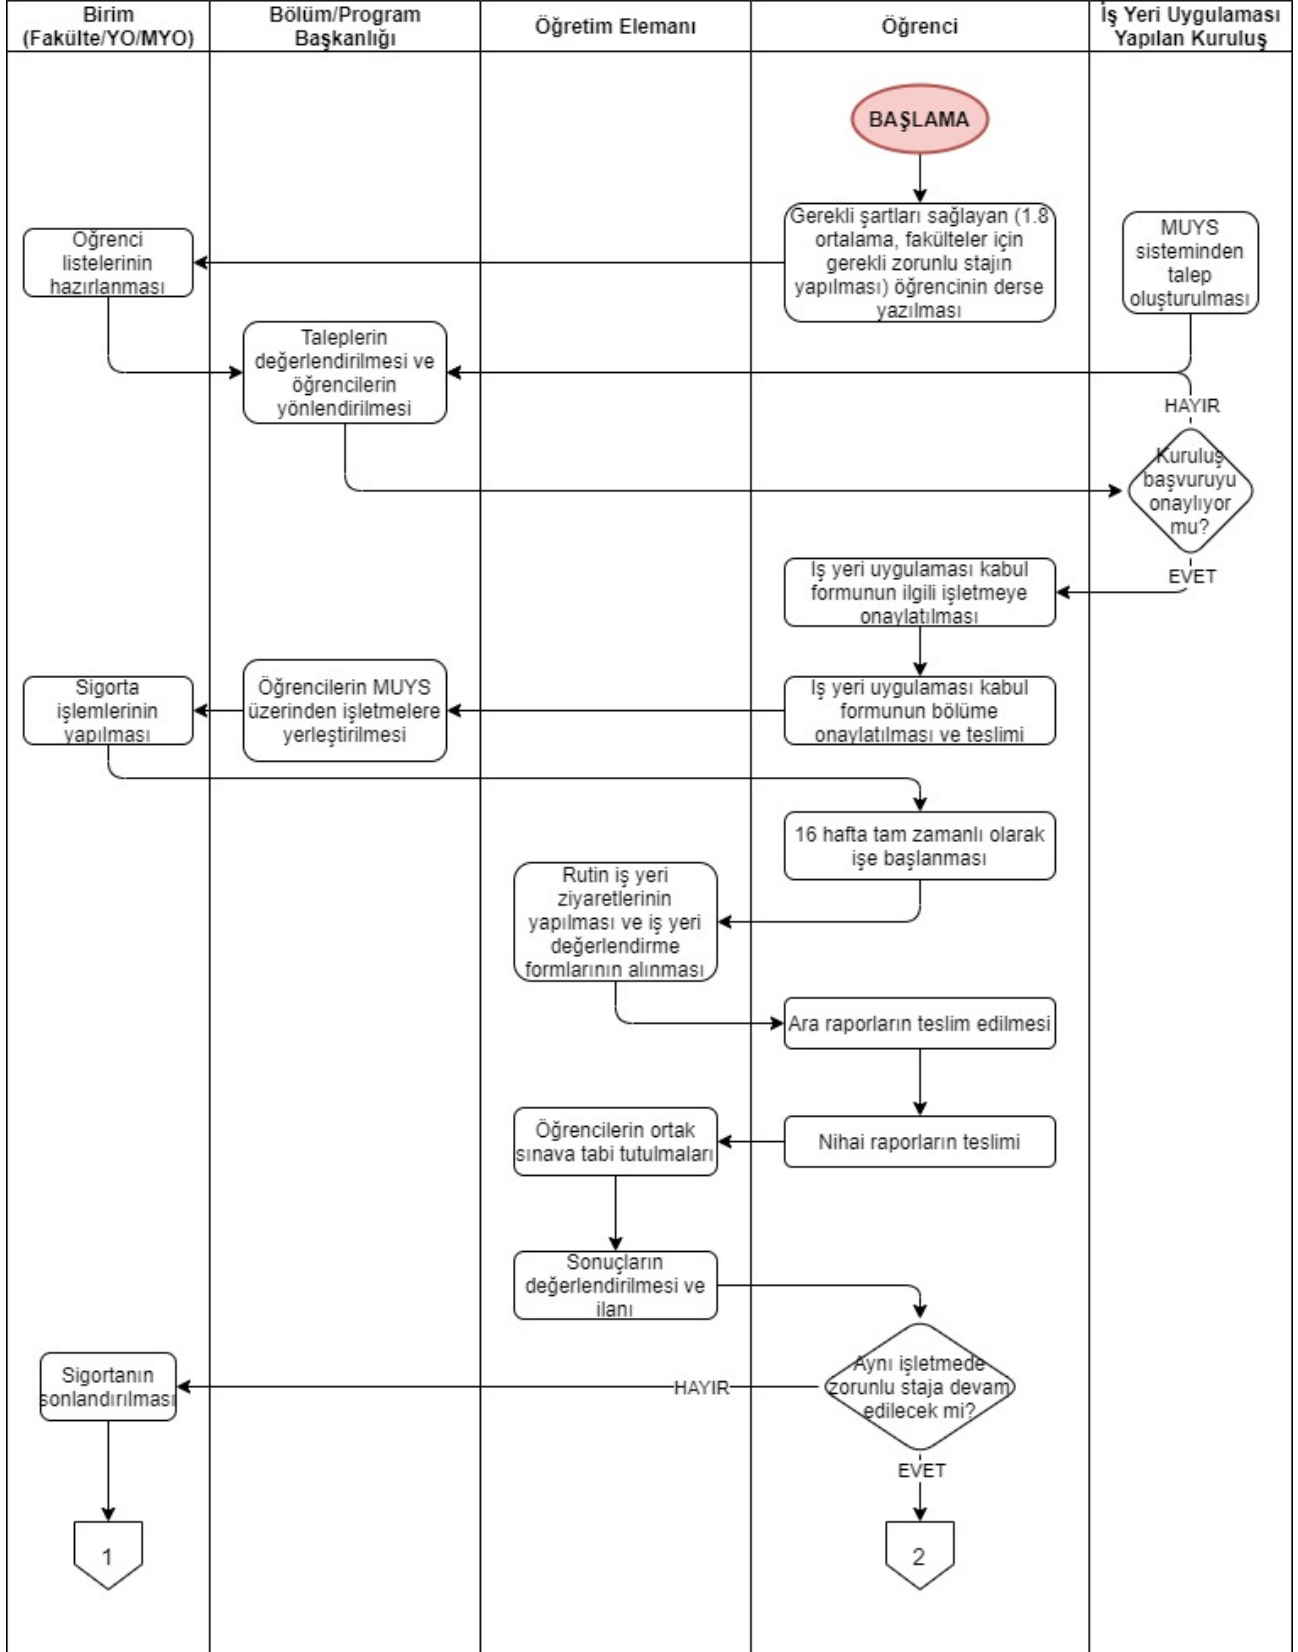 Birim
(Fakülte/YO/MYO)
Bölüm/Program
Başkanlığı
Öğretim Elemanı
Öğrenci
İş Yeri Uygulaması
Yapılan Kuruluş
BAŞLAMA
Gerekli şartları sağlayan (1.8
ortalama, fakülteler için
gerekli zorunlu stajın
yapılması) öğrencinin derse
yazılması
MUYS
sisteminden
talep
oluşturulması
Öğrenci
listelerinin
hazırlanması
Taleplerin
değerlendirilmesi ve
öğrencilerin
yönlendirilmesi
HAYIR
Kuruluş
başvuruyu
onaylıyor
mu?
EVET
İş yeri uygulaması kabul
formunun ilgili işletmeye
onaylatılması
İş yeri uygulaması kabul
formunun bölüme
onaylatılması ve teslimi
Öğrencilerin MUYS
üzerinden işletmelere
yerleştirilmesi
Sigorta
işlemlerinin
yapılması
16 hafta tam zamanlı olarak
işe başlanması
Rutin iş yeri
ziyaretlerinin
yapılması ve iş yeri
değerlendirme
formlarının alınması
Ara raporların teslim edilmesi
Nihai raporların teslimi
Öğrencilerin ortak
sınava tabi tutulmaları
Sonuçların
değerlendirilmesi ve
ilanı
Aynı işletmede
zorunlu staja devam
edilecek mi?
HAYIR
Sigortanın
sonlandırılması
EVET
1
2